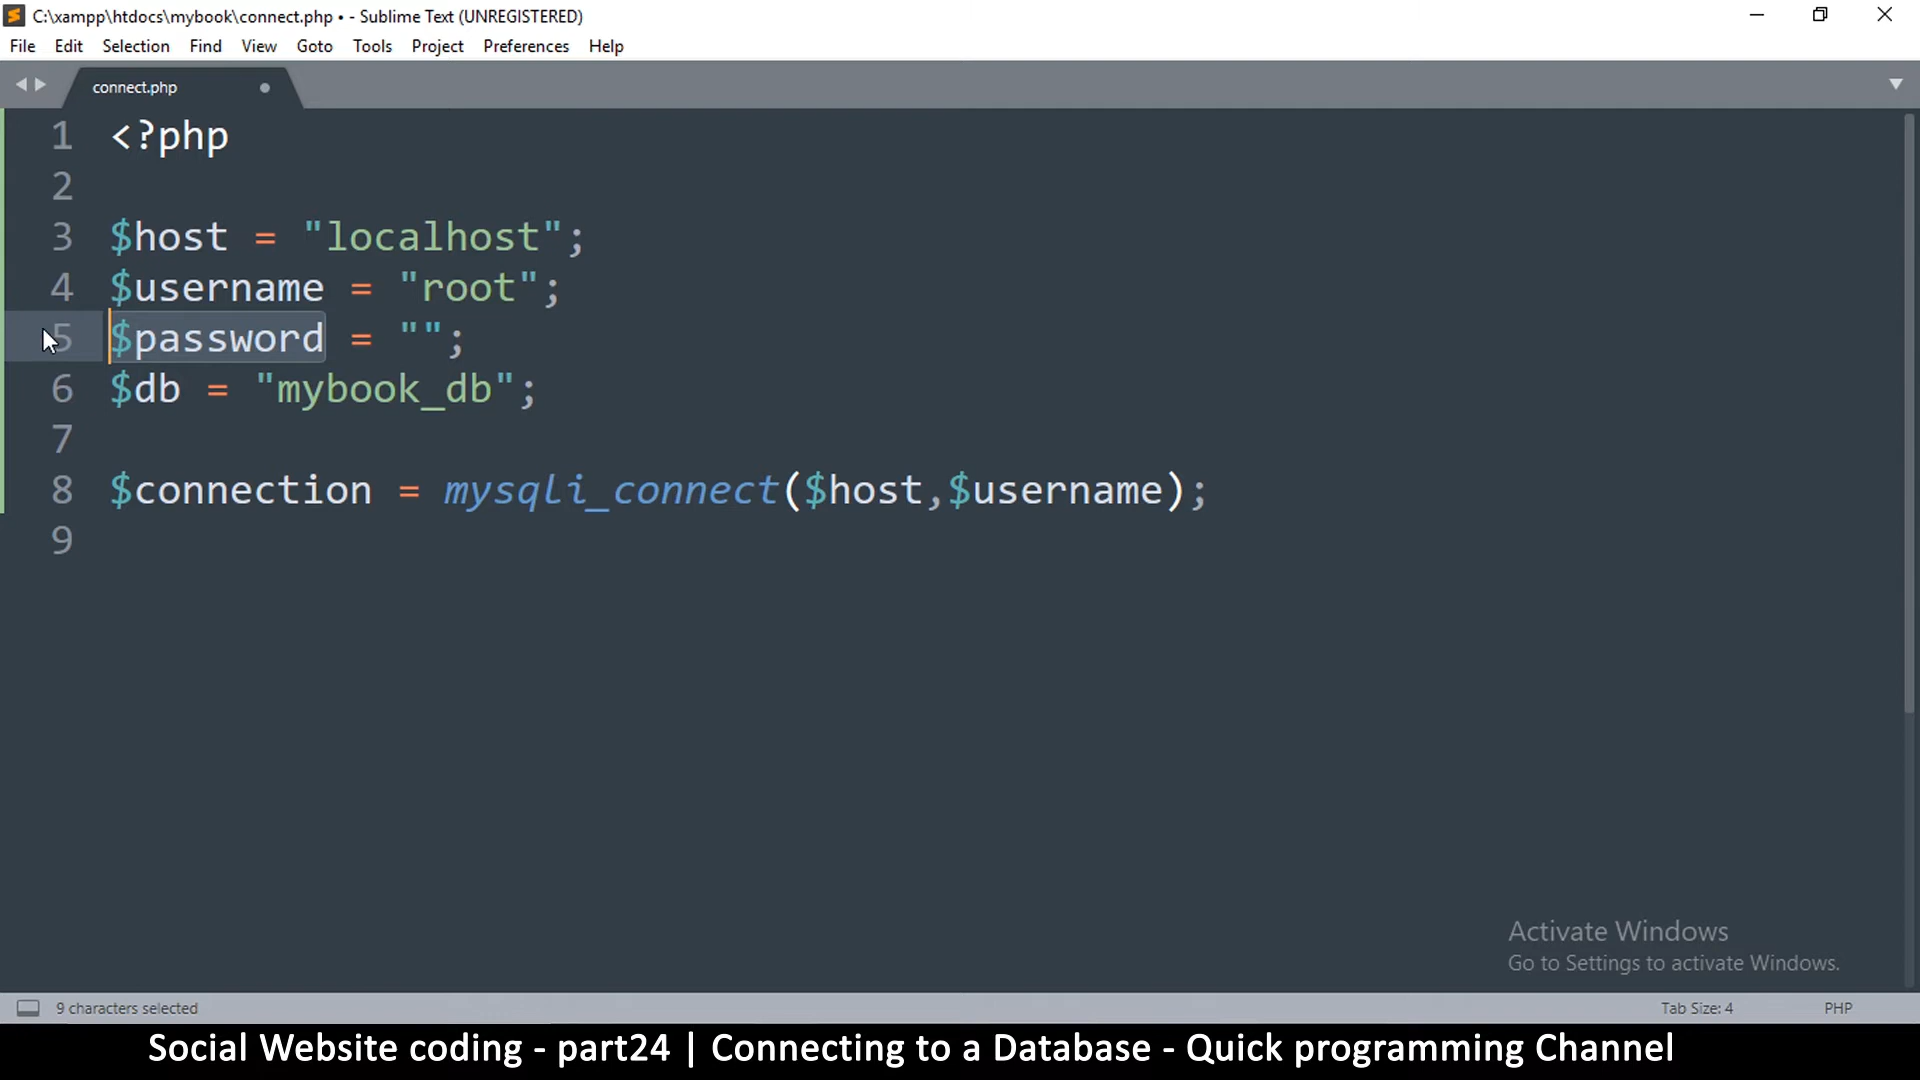 C:\xampp\htdocs\mybook\connect.php • - Sublime Text (UNREGISTERED)
File Edit Selection Find View Goto Tools Project Preferences Help
connect.php
1 <?php
2
3 $host = "localhost";
4 $username = "root";
5 $password = "";
6 $db = "mybook_db";
7
8 $connection = mysqli_connect($host,$username);
9
Activate Windows
Go to Settings to activate Windows.
9 characters selected Tab Size: 4 PHP
Social Website coding - part24 | Connecting to a Database - Quick programming Channel